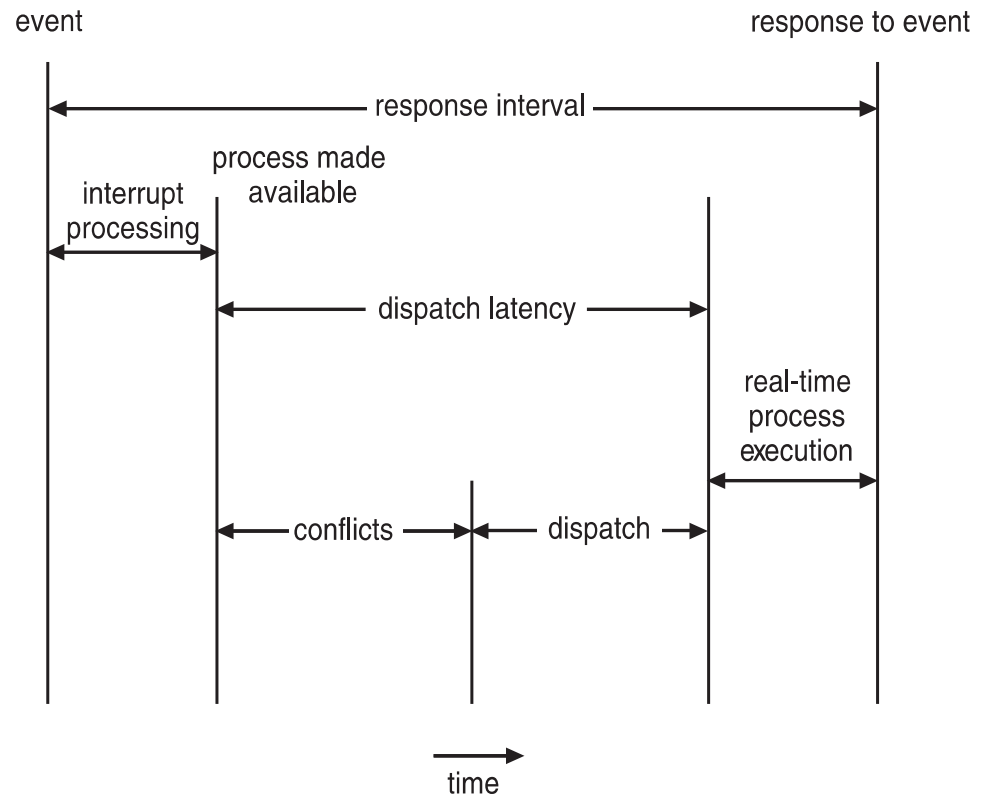 event
response to event
response interval
process made
available
interrupt
processing
dispatch latency
real-time
process
execution
conflicts
dispatch
time